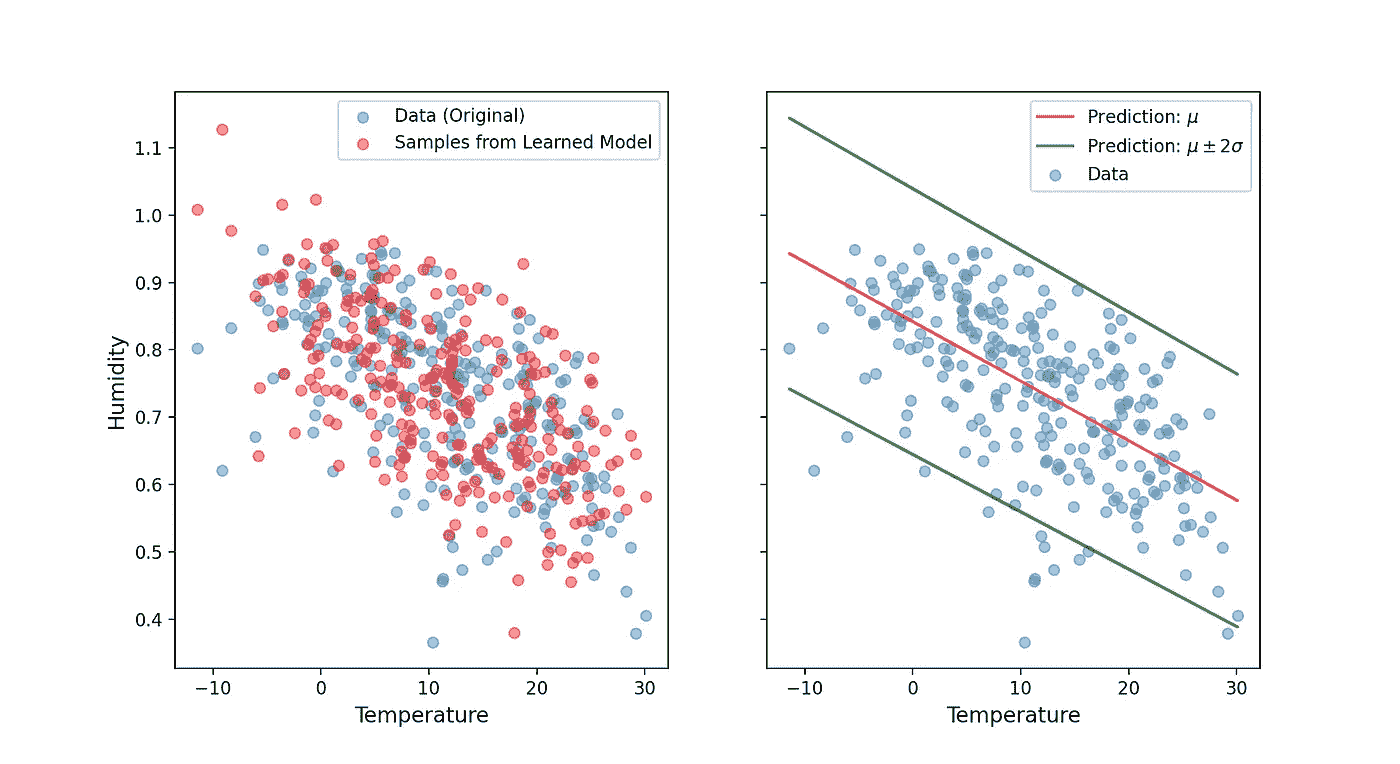 Data (Original)
Samples from Learned Model
1.1
1.0
0.9
0.8
0.7
0.6
0.5
0.4
Humidity
−10 0 10 20 30
Temperature
Prediction: μ
Prediction: μ ± 2σ
Data
−10 0 10 20 30
Temperature